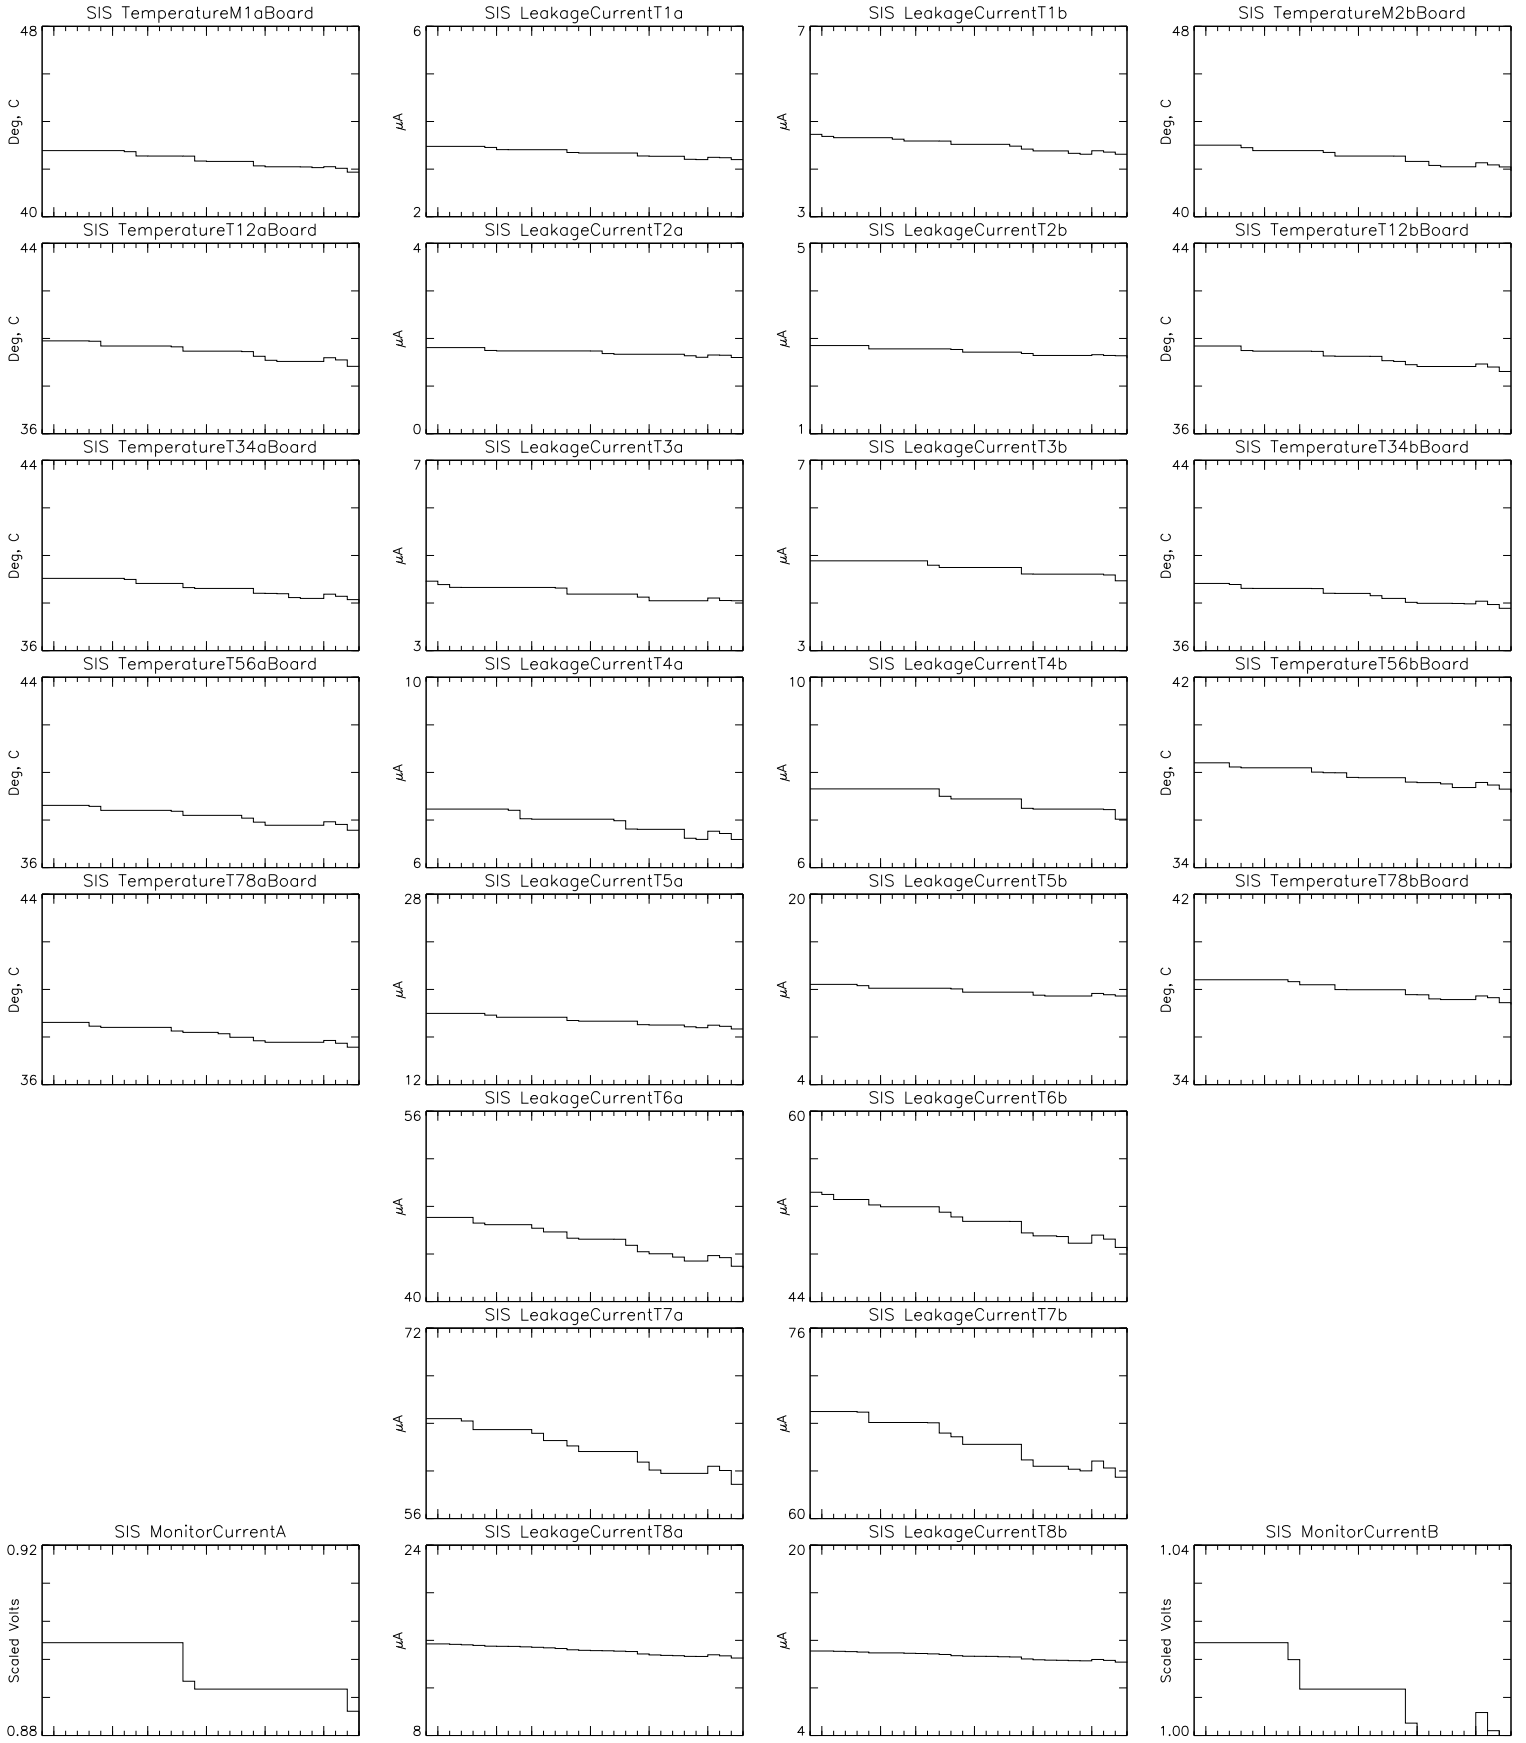 SIS TemperatureM1aBoard SIS LeakageCurrentT1a SIS LeakageCurrentT1b SIS TemperatureM2bBoard
48 6 7 48
Deg, C μA μA Deg, C
40 2 3 40
SIS TemperatureT12aBoard SIS LeakageCurrentT2a SIS LeakageCurrentT2b SIS TemperatureT12bBoard
44 4 5 44
Deg, C μA μA Deg, C
36 0 1 36
SIS TemperatureT34aBoard SIS LeakageCurrentT3a SIS LeakageCurrentT3b SIS TemperatureT34bBoard
44 7 7 44
Deg, C μA μA Deg, C
36 3 3 36
SIS TemperatureT56aBoard SIS LeakageCurrentT4a SIS LeakageCurrentT4b SIS TemperatureT56bBoard
44 10 10 42
Deg, C μA μA Deg, C
36 6 6 34
SIS TemperatureT78aBoard SIS LeakageCurrentT5a SIS LeakageCurrentT5b SIS TemperatureT78bBoard
44 28 20 42
Deg, C μA μA Deg, C
36 12 4 34
SIS LeakageCurrentT6a SIS LeakageCurrentT6b
56 60
μA μA
40 44
SIS LeakageCurrentT7a SIS LeakageCurrentT7b
72 76
μA μA
56 60
SIS MonitorCurrentA SIS LeakageCurrentT8a SIS LeakageCurrentT8b SIS MonitorCurrentB
0.92 24 20 1.04
Scaled Volts μA μA Scaled Volts
0.88 8 4 1.00